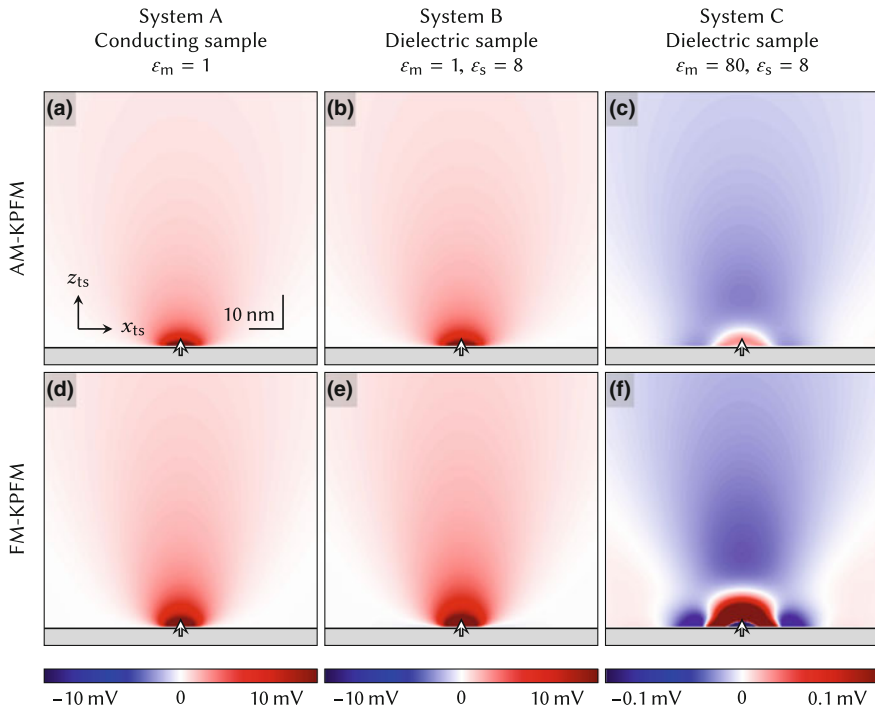 System A
Conducting sample
εm = 1
System B
Dielectric sample
εm = 1, εs = 8
System C
Dielectric sample
εm = 80, εs = 8
AM-KPFM
(a)
(b)
(c)
zts
xts
10 nm
FM-KPFM
(d)
(e)
(f)
−10 mV 0 10 mV
−10 mV 0 10 mV
−0.1 mV 0 0.1 mV